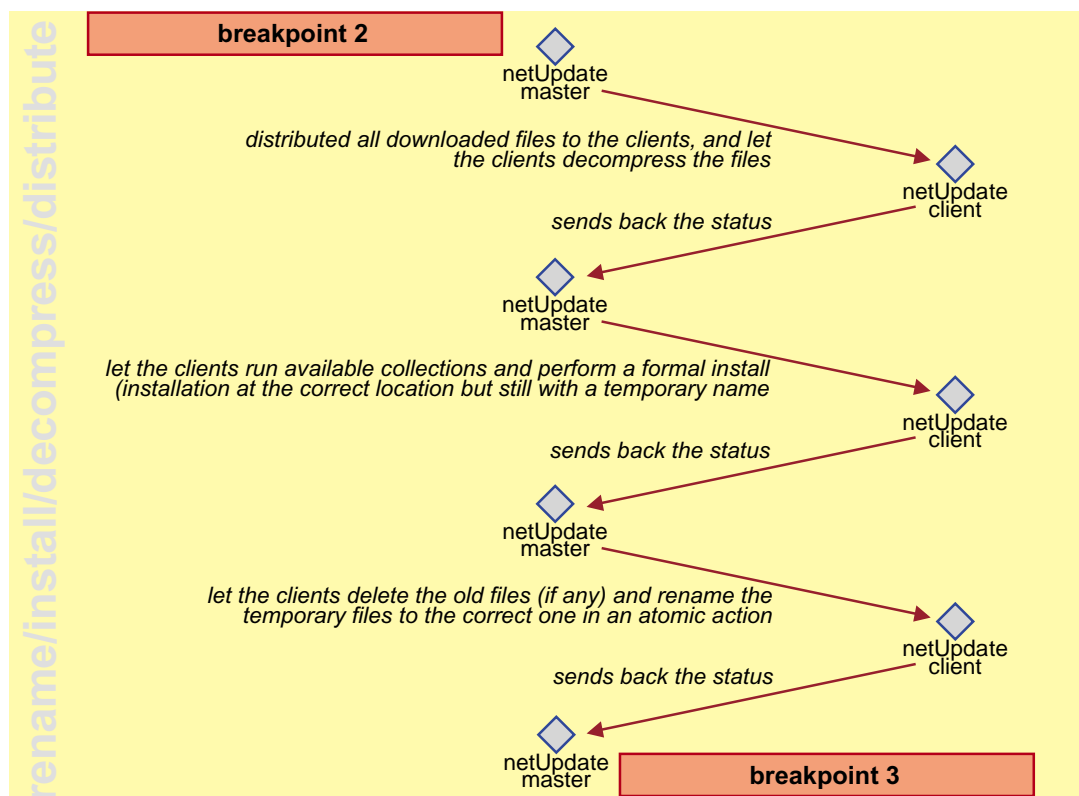 breakpoint 2
netUpdate
master
distributed all downloaded files to the clients, and let
the clients decompress the files
netUpdate
client
sends back the status
netUpdate
master
let the clients run available collections and perform a formal install
(installation at the correct location but still with a temporary name
netUpdate
client
sends back the status
netUpdate
master
let the clients delete the old files (if any) and rename the
temporary files to the correct one in an atomic action
netUpdate
client
sends back the status
netUpdate
master
breakpoint 3
rename/install/decompress/distribute